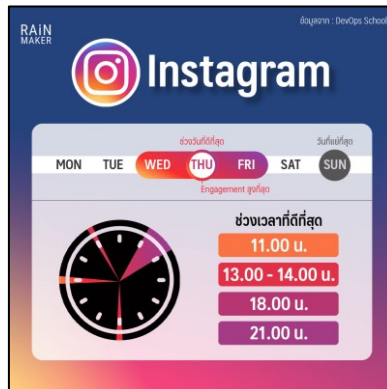 ข้อมูลจาก : DevOps School
RAiN
MAKER
Instagram
ช่วงวันที่ดีที่สุด
วันที่แย่ที่สุด
MON TUE WED THU FRI SAT SUN
Engagement สูงที่สุด
ช่วงเวลาที่ดีที่สุด
11.00 น.
13.00 - 14.00 น.
18.00 น.
21.00 น.